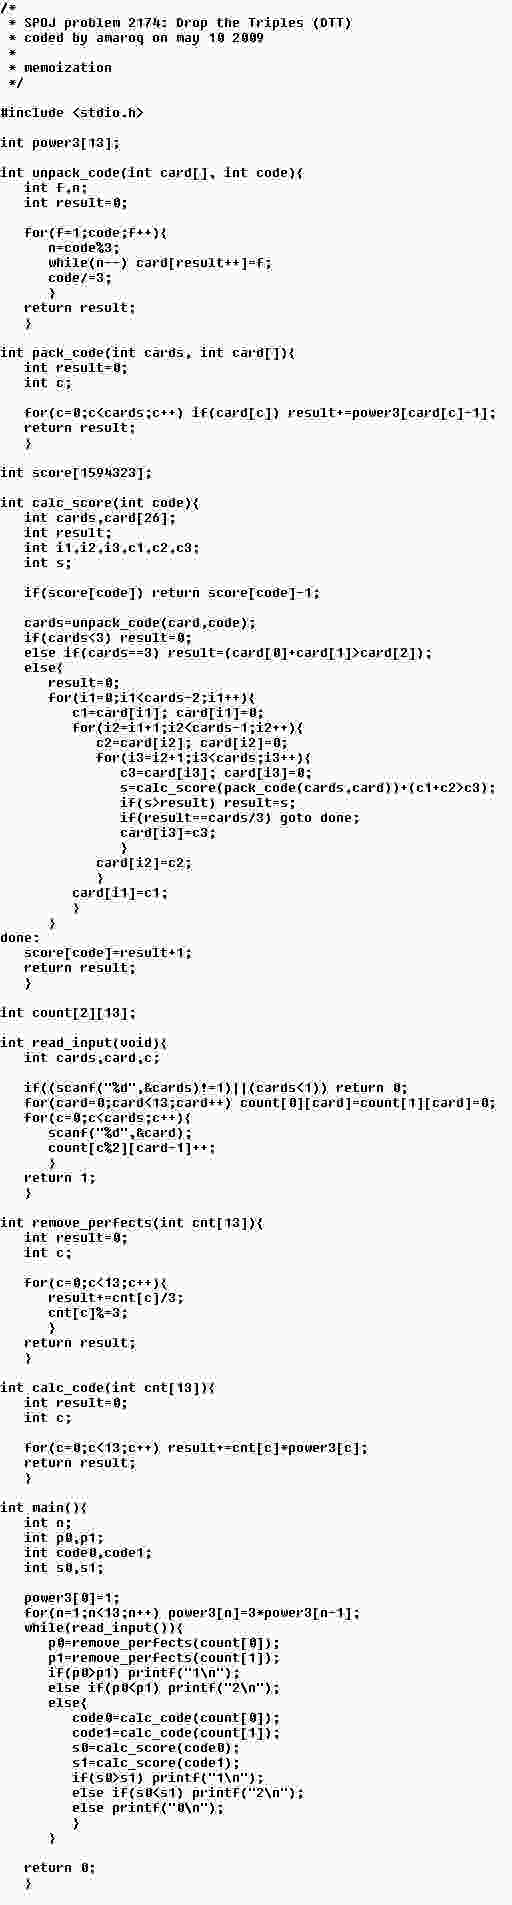 /*
 * SPOJ problem 2174: Drop the Triples (DTT)
 * coded by amaroq on may 10 2009
 *
 * memoization
 */

#include <stdio.h>

int power3[13];

int unpack_code(int card[], int code){
   int f,n;
   int result=0;

   for(f=1;code;f++){
      n=code%3;
      while(n--) card[result++]=f;
      code/=3;
      }
   return result;
   }

int pack_code(int cards, int card[]){
   int result=0;
   int c;

   for(c=0;c<cards;c++) if(card[c]) result+=power3[card[c]-1];
   return result;
   }

int score[1594323];

int calc_score(int code){
   int cards,card[26];
   int result;
   int i1,i2,i3,c1,c2,c3;
   int s;

   if(score[code]) return score[code]-1;

   cards=unpack_code(card,code);
   if(cards<3) result=0;
   else if(cards==3) result=(card[0]+card[1]>card[2]);
   else{
      result=0;
      for(i1=0;i1<cards-2;i1++){
         c1=card[i1]; card[i1]=0;
         for(i2=i1+1;i2<cards-1;i2++){
            c2=card[i2]; card[i2]=0;
            for(i3=i2+1;i3<cards;i3++){
               c3=card[i3]; card[i3]=0;
               s=calc_score(pack_code(cards,card))+(c1+c2>c3);
               if(s>result) result=s;
               if(result==cards/3) goto done;
               card[i3]=c3;
               }
            card[i2]=c2;
            }
         card[i1]=c1;
         }
      }
done:
   score[code]=result+1;
   return result;
   }

int count[2][13];

int read_input(void){
   int cards,card,c;

   if((scanf("%d",&cards)!=1)||(cards<1)) return 0;
   for(card=0;card<13;card++) count[0][card]=count[1][card]=0;
   for(c=0;c<cards;c++){
      scanf("%d",&card);
      count[c%2][card-1]++;
      }
   return 1;
   }

int remove_perfects(int cnt[13]){
   int result=0;
   int c;

   for(c=0;c<13;c++){
      result+=cnt[c]/3;
      cnt[c]%=3;
      }
   return result;
   }

int calc_code(int cnt[13]){
   int result=0;
   int c;

   for(c=0;c<13;c++) result+=cnt[c]*power3[c];
   return result;
   }

int main(){
   int n;
   int p0,p1;
   int code0,code1;
   int s0,s1;

   power3[0]=1;
   for(n=1;n<13;n++) power3[n]=3*power3[n-1];
   while(read_input()){
      p0=remove_perfects(count[0]);
      p1=remove_perfects(count[1]);
      if(p0>p1) printf("1\n");
      else if(p0<p1) printf("2\n");
      else{
         code0=calc_code(count[0]);
         code1=calc_code(count[1]);
         s0=calc_score(code0);
         s1=calc_score(code1);
         if(s0>s1) printf("1\n");
         else if(s0<s1) printf("2\n");
         else printf("0\n");
         }
      }

   return 0;
   }